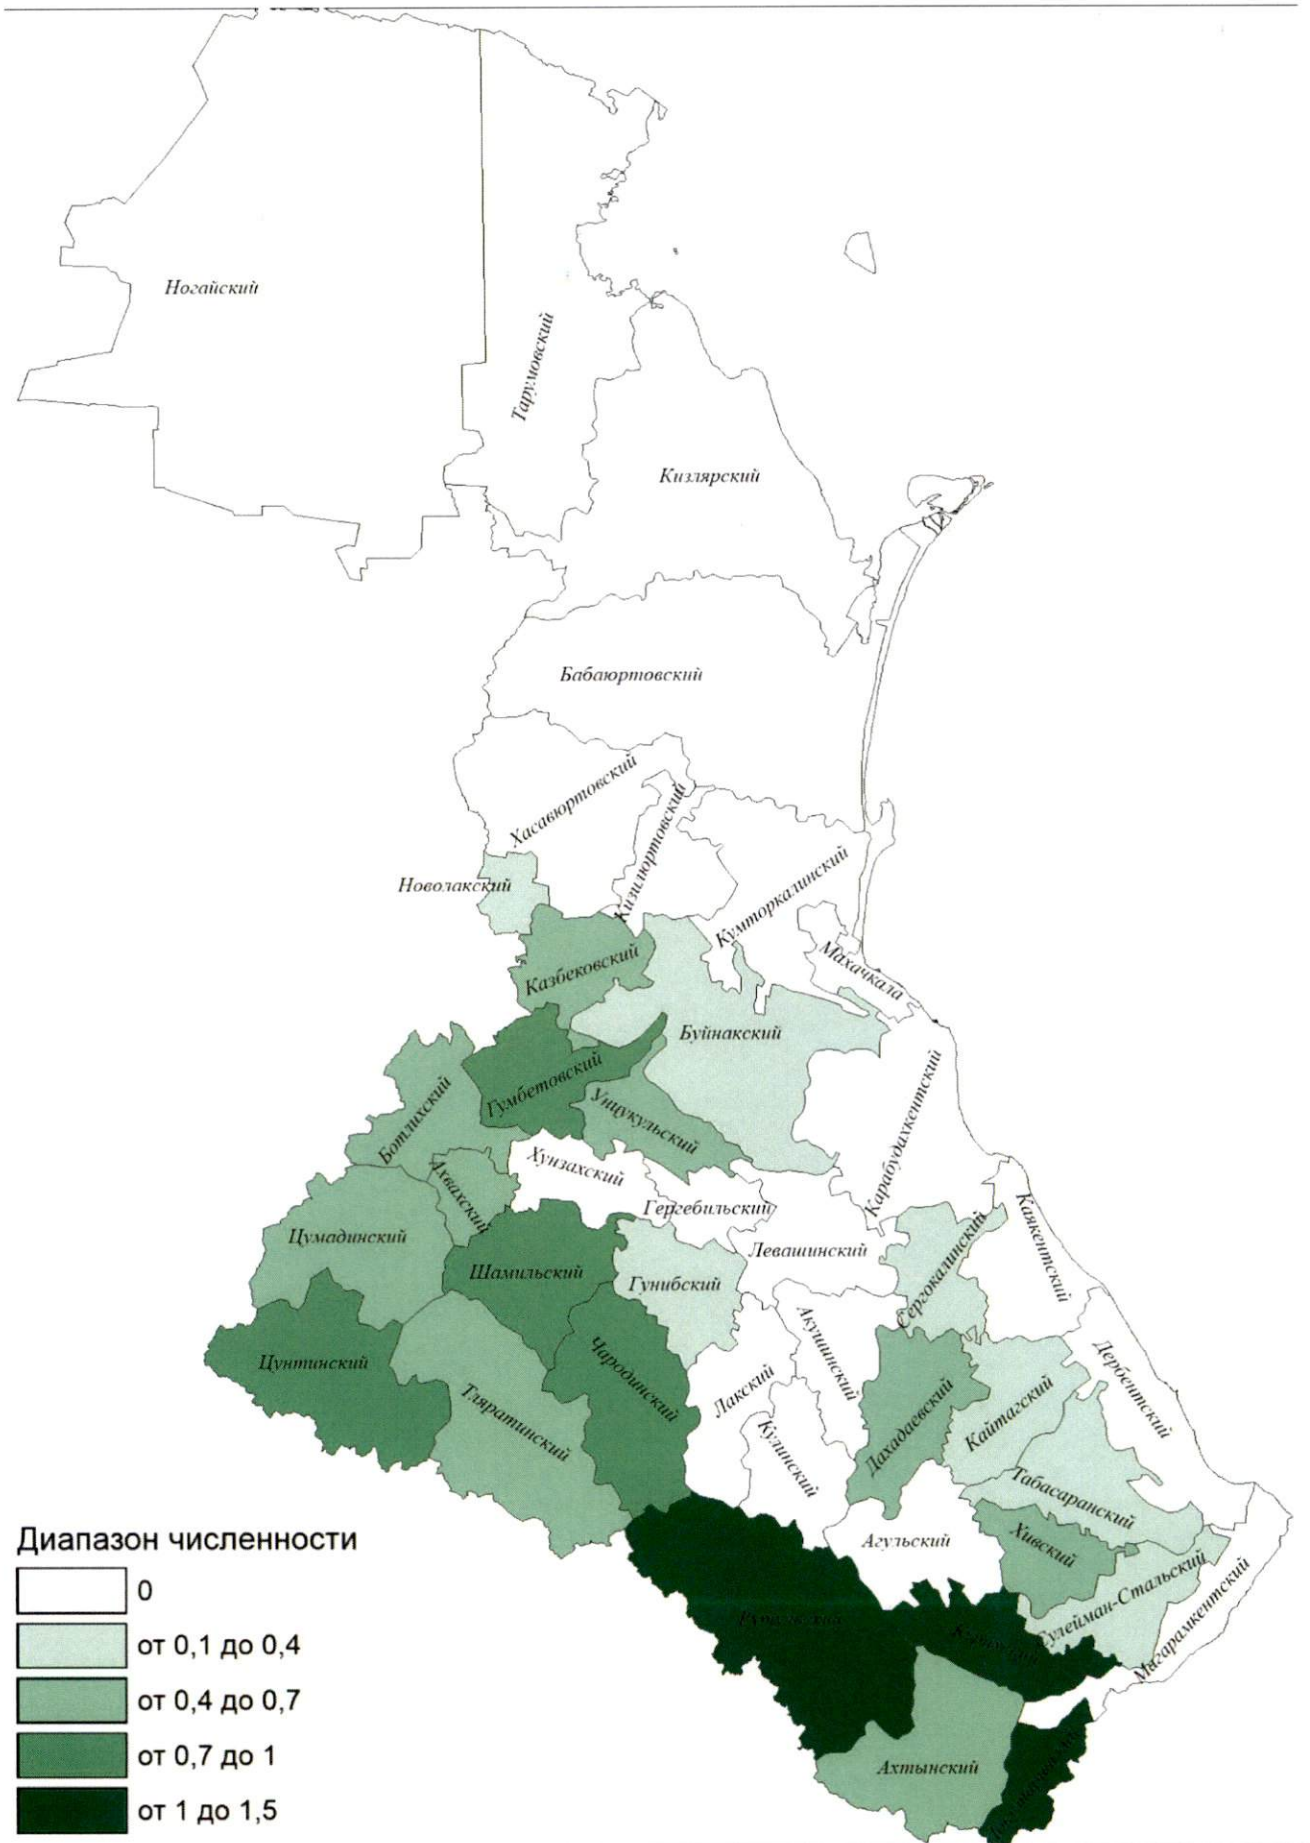 Ногайский
Тарумовский
Кизлярский
Бабаюртовский
Хасавюртовский
Кизилюртовский
Новолакский
Кумторкалинский
Махачкала
Казбековский
Буйнакский
Гумбетовский
Унцукульский
Ботлихский
Карабудахкентский
Хунзахский
Ахвахский
Гергебильский
Каякентский
Цумадинский
Левашинский
Шамильский
Гунибский
Сергокалинский
Акушинский
Цунтинский
Чародинский
Лакский
Дербентский
Тляратинский
Дахадаевский
Кайтагский
Кулинский
Табасаранский
Агульский
Хивский
Сулейман-Стальский
Магарамкентский
Рутульский
Курахский
Ахтынский
Диапазон численности
0
от 0,1 до 0,4
от 0,4 до 0,7
от 0,7 до 1
от 1 до 1,5